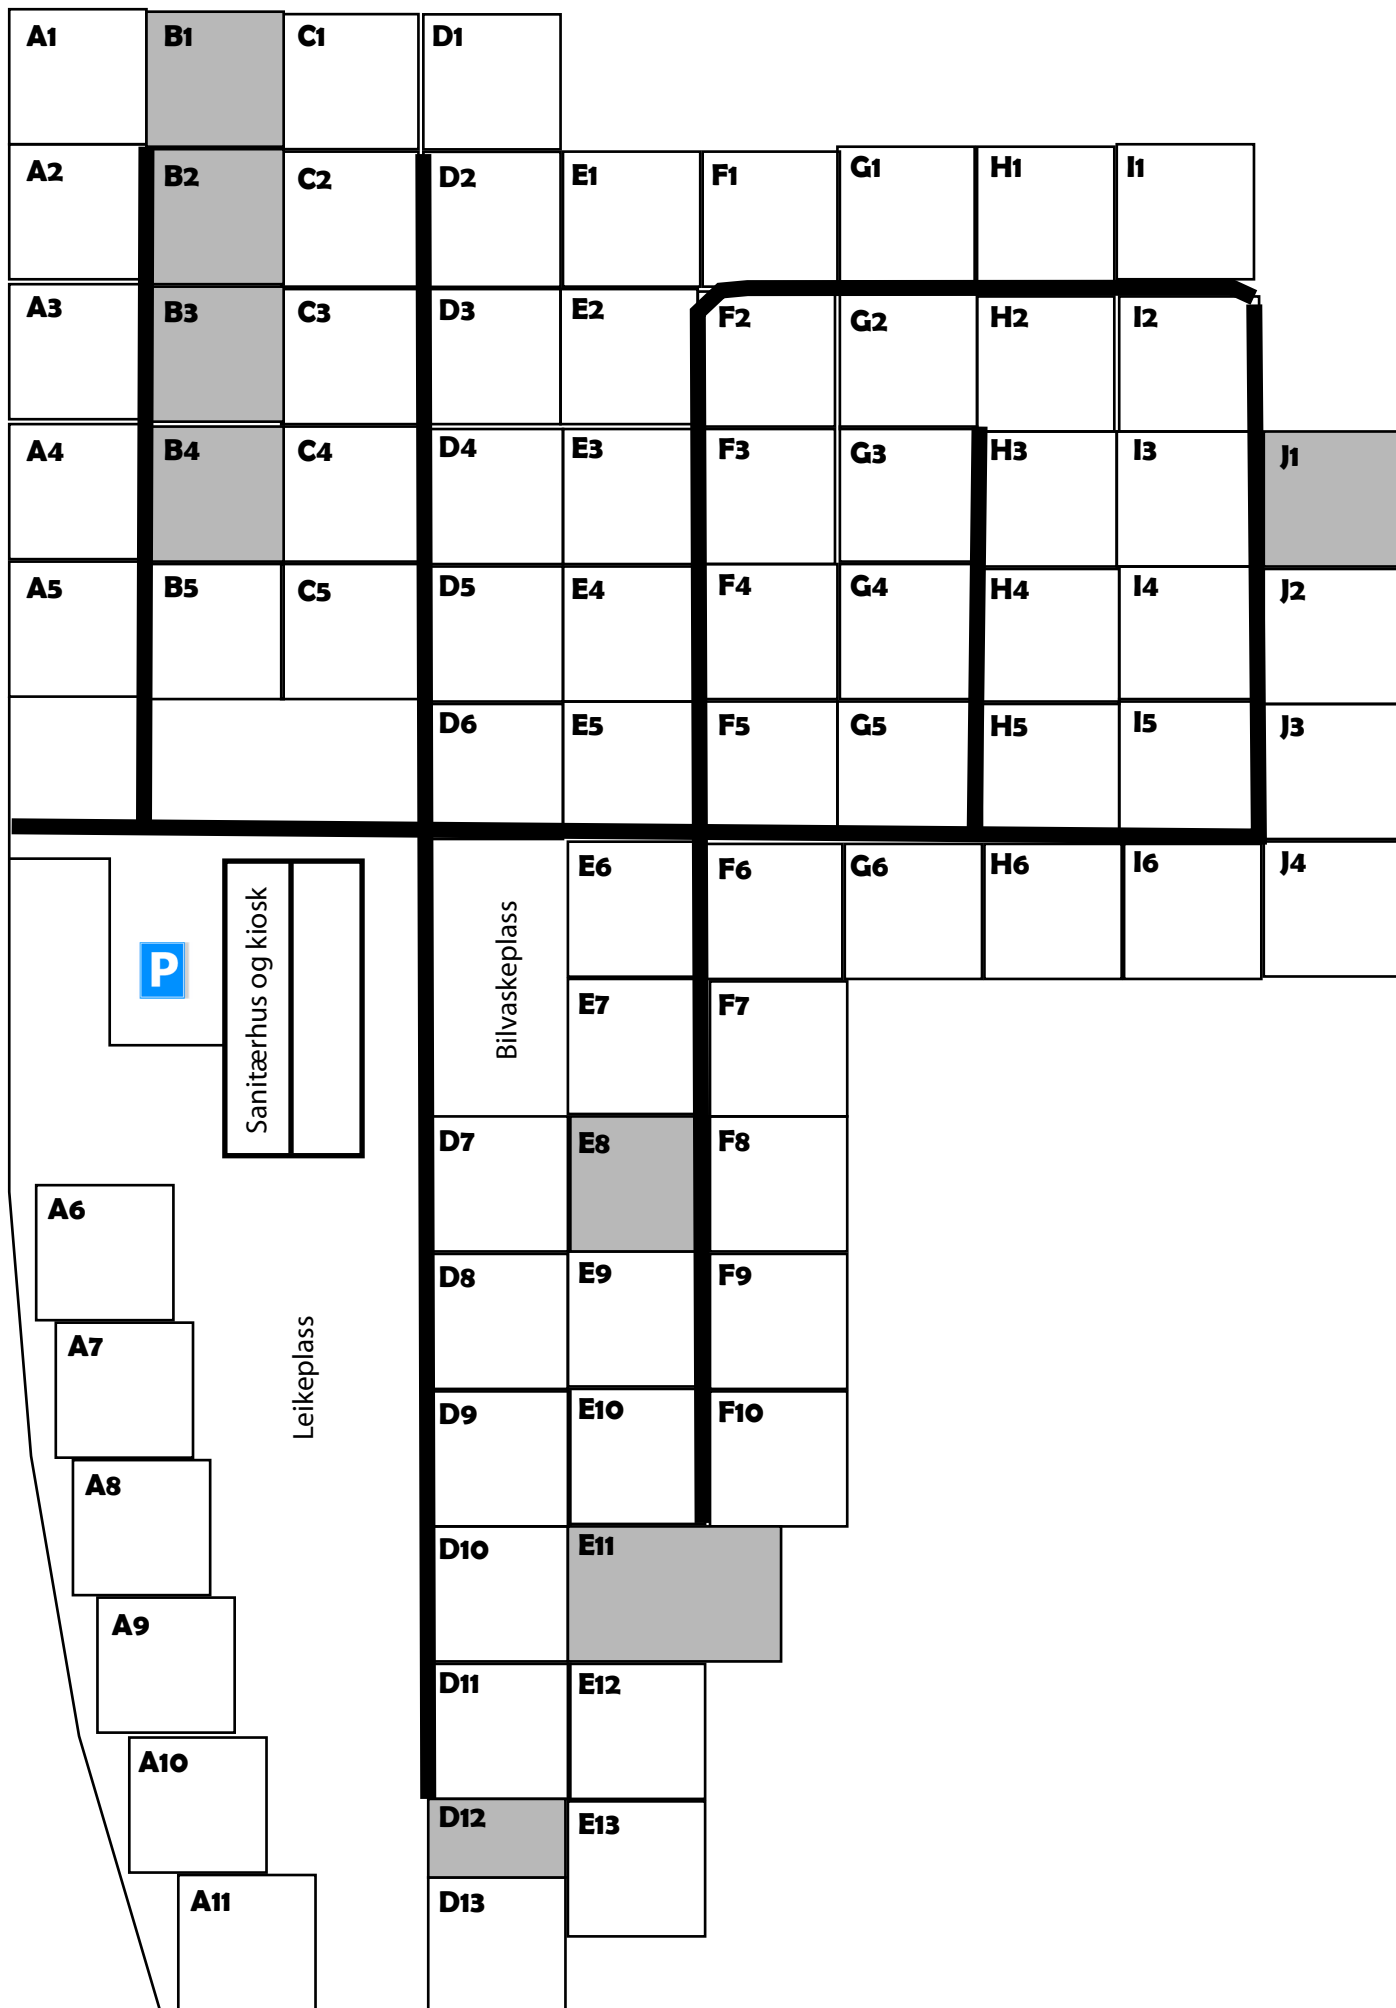 A1 B1 C1 D1
A2 B2 C2 D2 E1 F1 G1 H1 I1
A3 B3 C3 D3 E2 F2 G2 H2 I2
A4 B4 C4 D4 E3 F3 G3 H3 I3 J1
A5 B5 C5 D5 E4 F4 G4 H4 I4 J2
D6 E5 F5 G5 H5 I5 J3
E6 F6 G6 H6 I6 J4
P
Sanitærhus og kiosk
Bilvaskeplass
E7 F7
D7 E8 F8
A6
D8 E9 F9
A7
Leikeplass
D9 E10 F10
A8
D10 E11
A9
D11 E12
A10
D12 E13
A11 D13